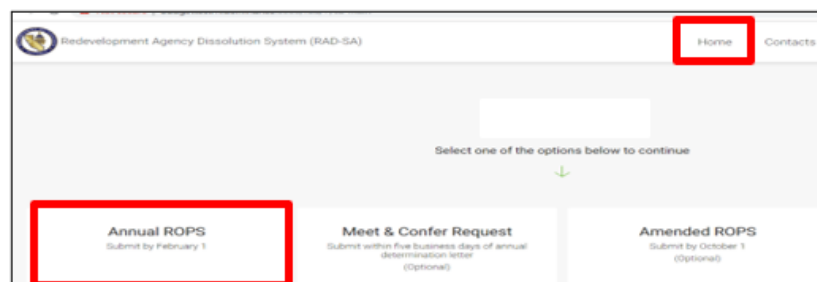 Redevelopment Agency Dissolution System (RAD-SA)
Home
Contacts
Select one of the options below to continue
Annual ROPS
Submit by February 1
Meet & Confer Request
Submit within five business days of annual
determination letter
(Optional)
Amended ROPS
Submit by October 1
(Optional)